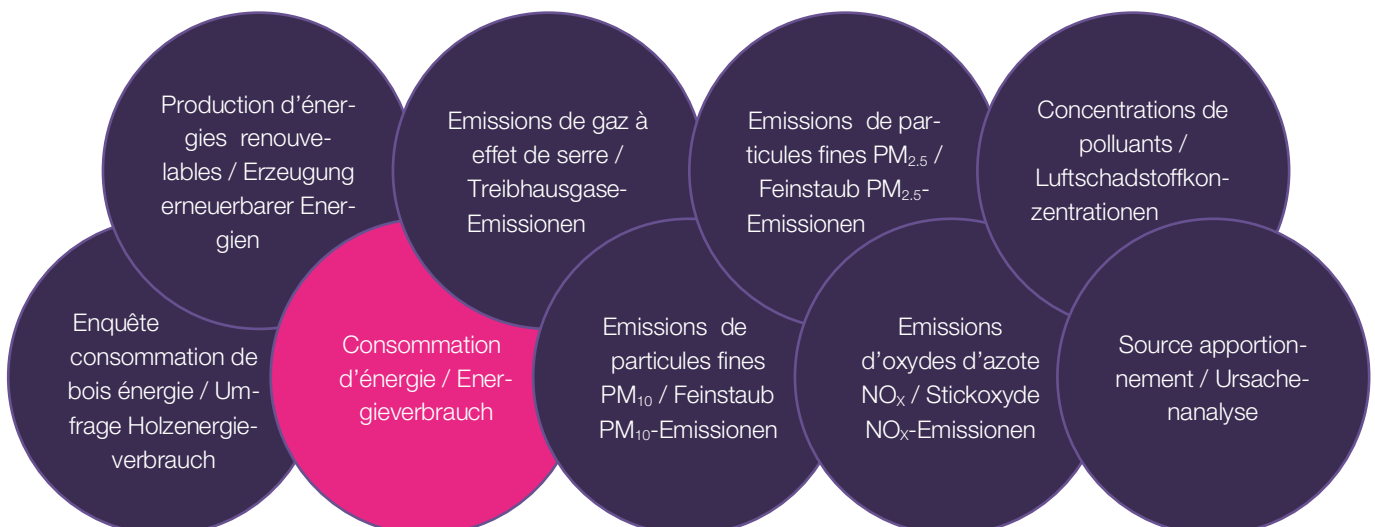 Production d’éner-
gies renouve-
lables / Erzeugung
erneuerbarer Ener-
gien
Emissions de gaz à
effet de serre /
Treibhausgase-
Emissionen
Emissions de par-
ticules fines PM2.5 /
Feinstaub PM2.5-
Emissionen
Concentrations de
polluants /
Luftschadstoffkon-
zentrationen
Enquête
consommation de
bois énergie / Um-
frage Holzenergie-
verbrauch
Consommation
d’énergie / Ener-
gieverbrauch
Emissions de
particules fines
PM10 / Feinstaub
PM10-Emissionen
Emissions
d'oxydes d'azote
NOX / Stickoxyde
NOX-Emissionen
Source apportion-
nement / Ursache-
nanalyse